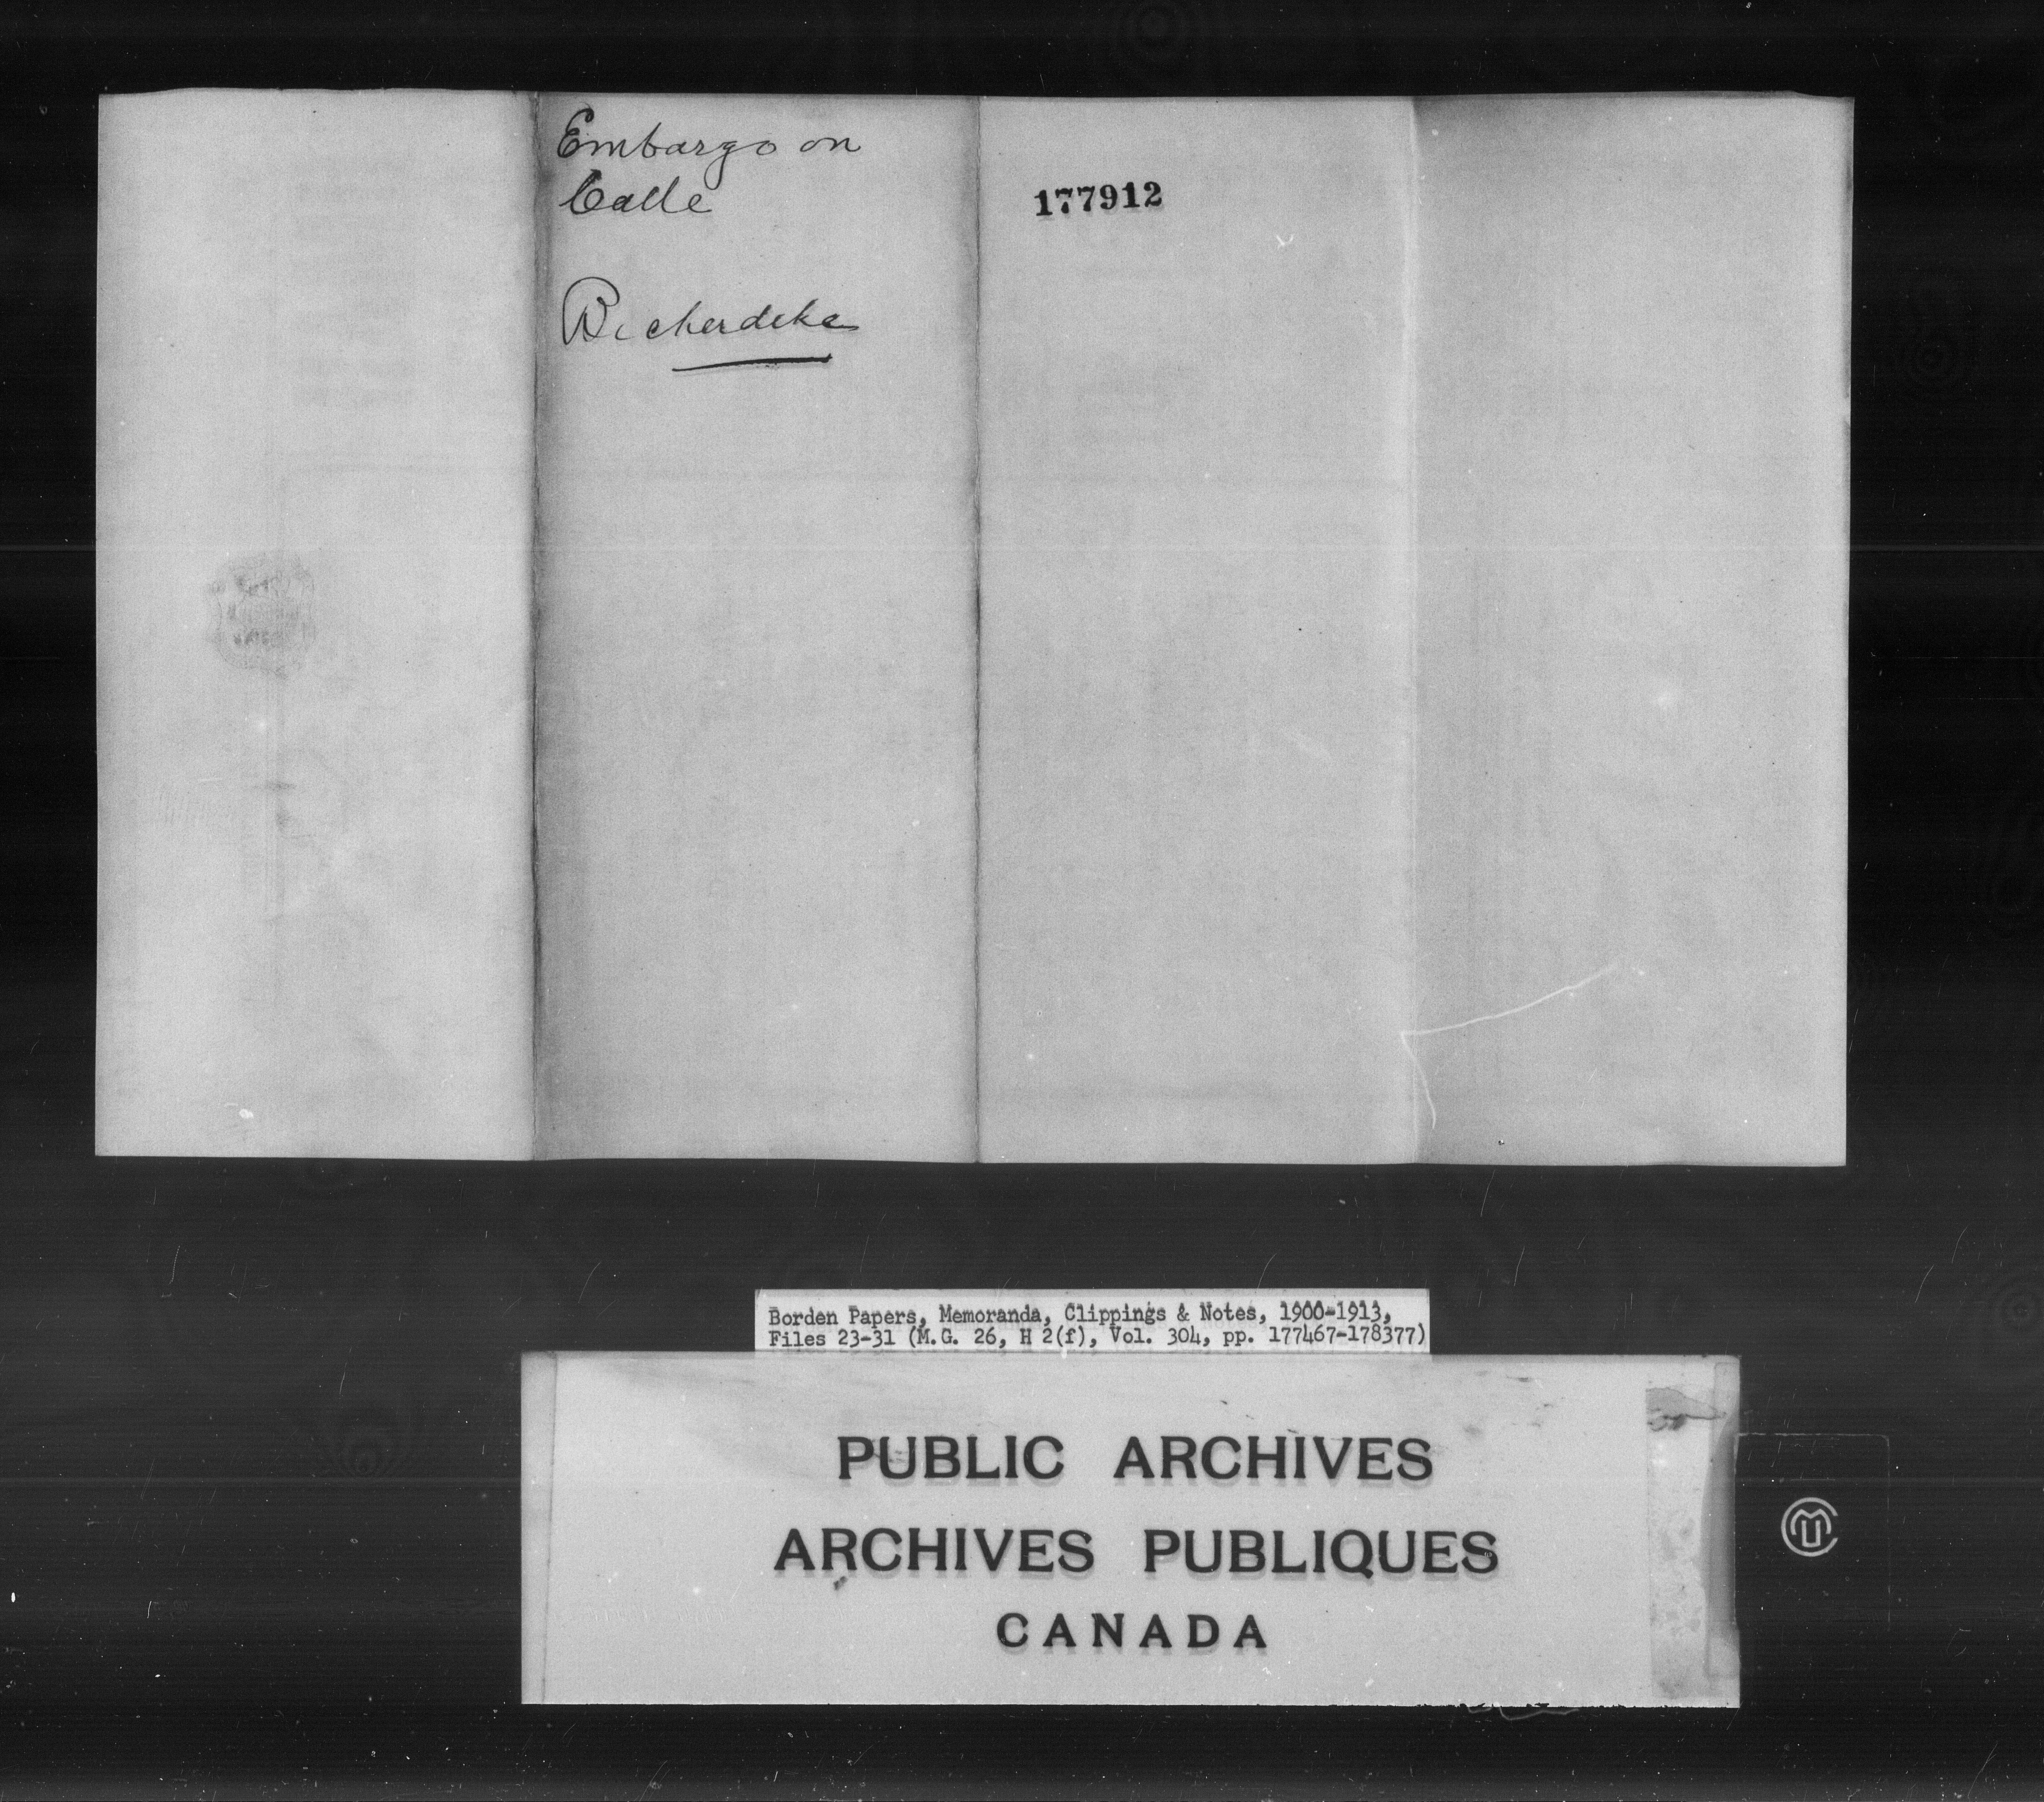 Embargo on
Catle
Bicherdike
177912
Borden Papers, Memoranda, Clippings & Notes, 1900-1913,
Files 23-31 (M.G. 26, H 2(f), Vol. 304, pp. 177467-178377)
PUBLIC ARCHIVES
ARCHIVES PUBLIQUES
CANADA